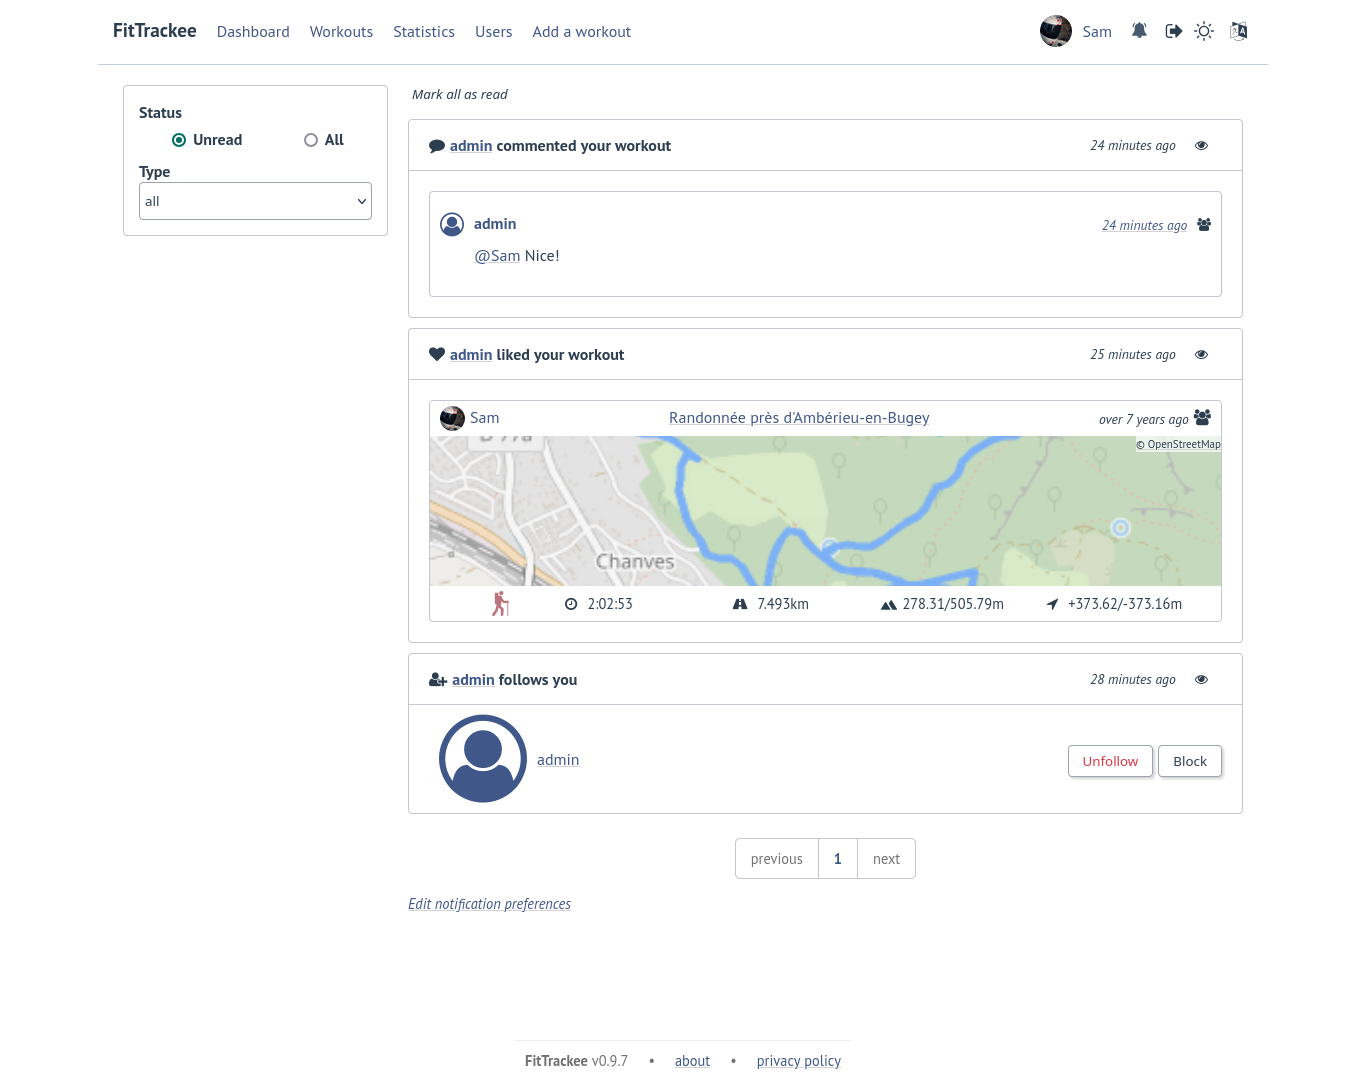 FitTrackee Dashboard Workouts Statistics Users Add a workout Sam
Status
Unread All
Type
all
Mark all as read
admin commented your workout 24 minutes ago
admin 24 minutes ago
@Sam Nice!
admin liked your workout 25 minutes ago
Sam Randonnée près d'Ambérieu-en-Bugey over 7 years ago
© OpenStreetMap
Chanves
2:02:53 7.493km 278.31/505.79m +373.62/-373.16m
admin follows you 28 minutes ago
admin Unfollow Block
previous 1 next
Edit notification preferences
FitTrackee v0.9.7 • about • privacy policy